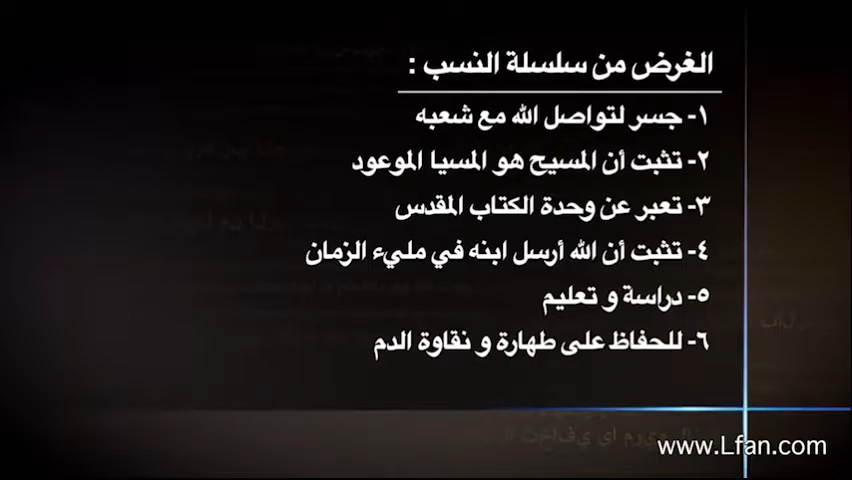 الغرض من سلسلة النسب :
١- جسر لتواصل الله مع شعبه
٢- تثبت أن المسيح هو المسيا الموعود
٣- تعبر عن وحدة الكتاب المقدس
٤- تثبت أن الله أرسل ابنه في مليء الزمان
٥- دراسة و تعليم
٦- للحفاظ على طهارة و نقاوة الدم
www.Lfan.com